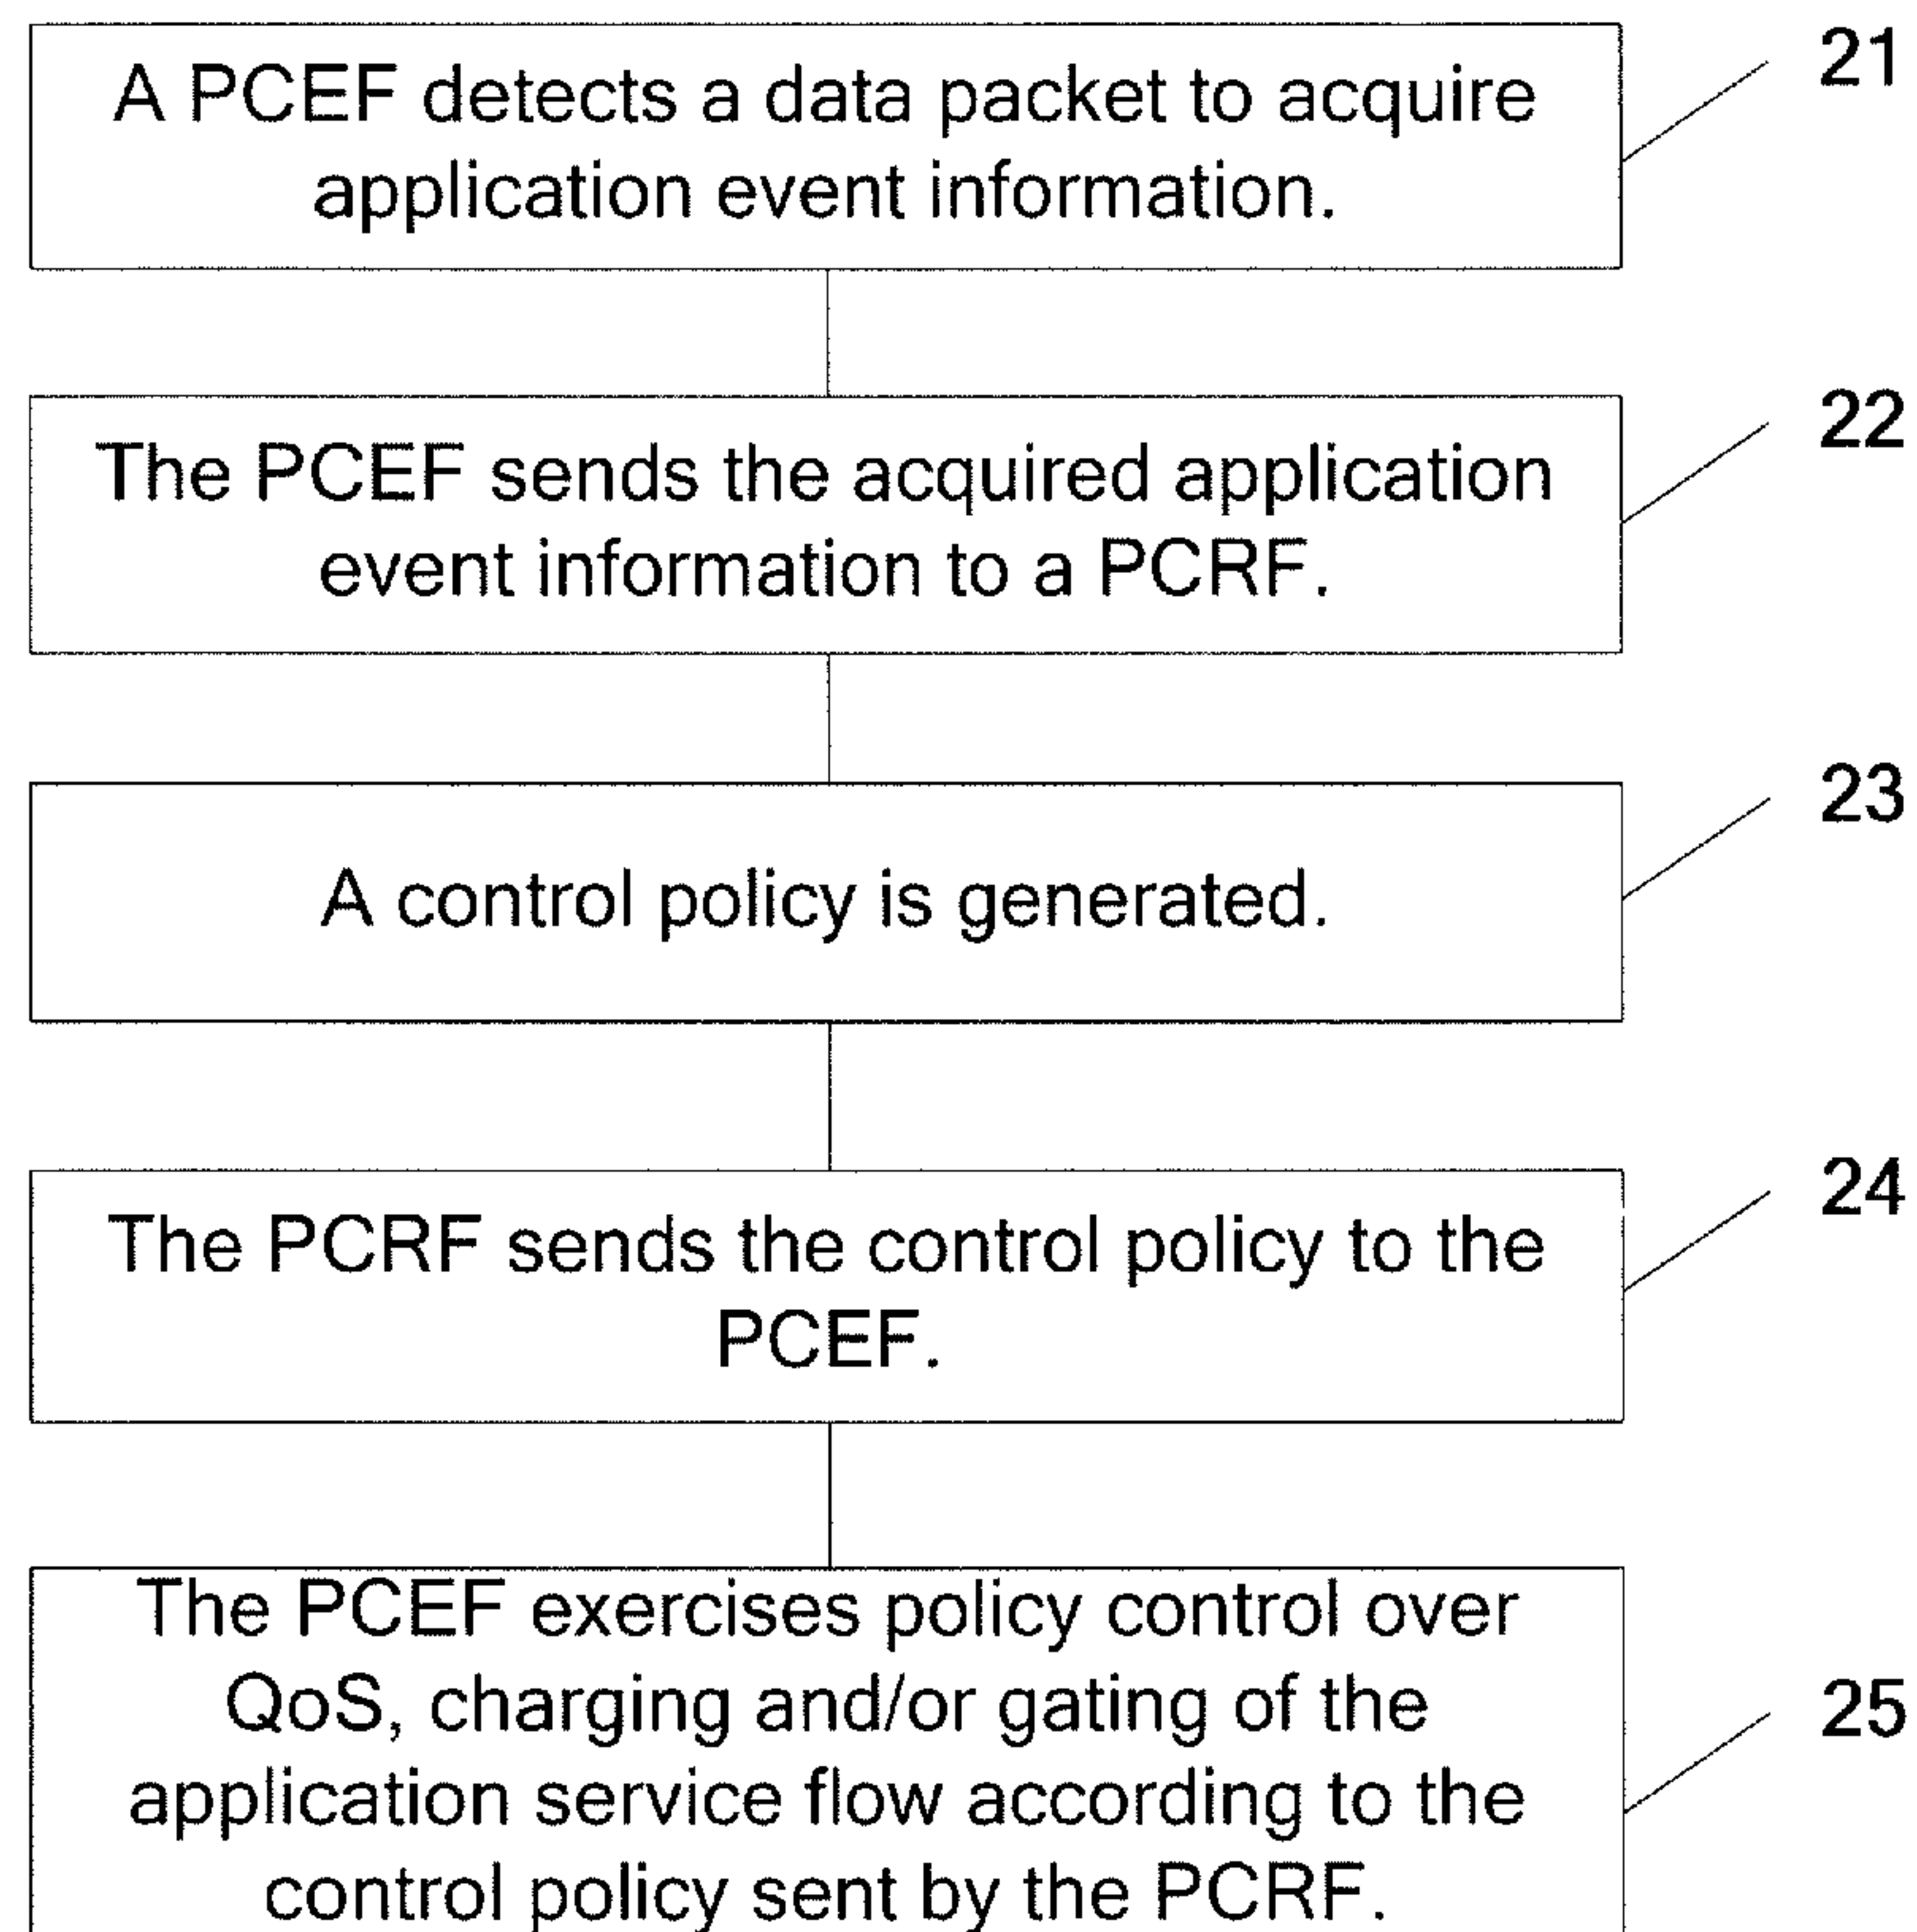 A PCEF detects a data packet to acquire
application event information.
21
The PCEF sends the acquired application
event information to a PCRF.
22
A control policy is generated.
23
The PCRF sends the control policy to the
PCEF.
24
The PCEF exercises policy control over
QoS, charging and/or gating of the
application service flow according to the
control policy sent by the PCRF.
25